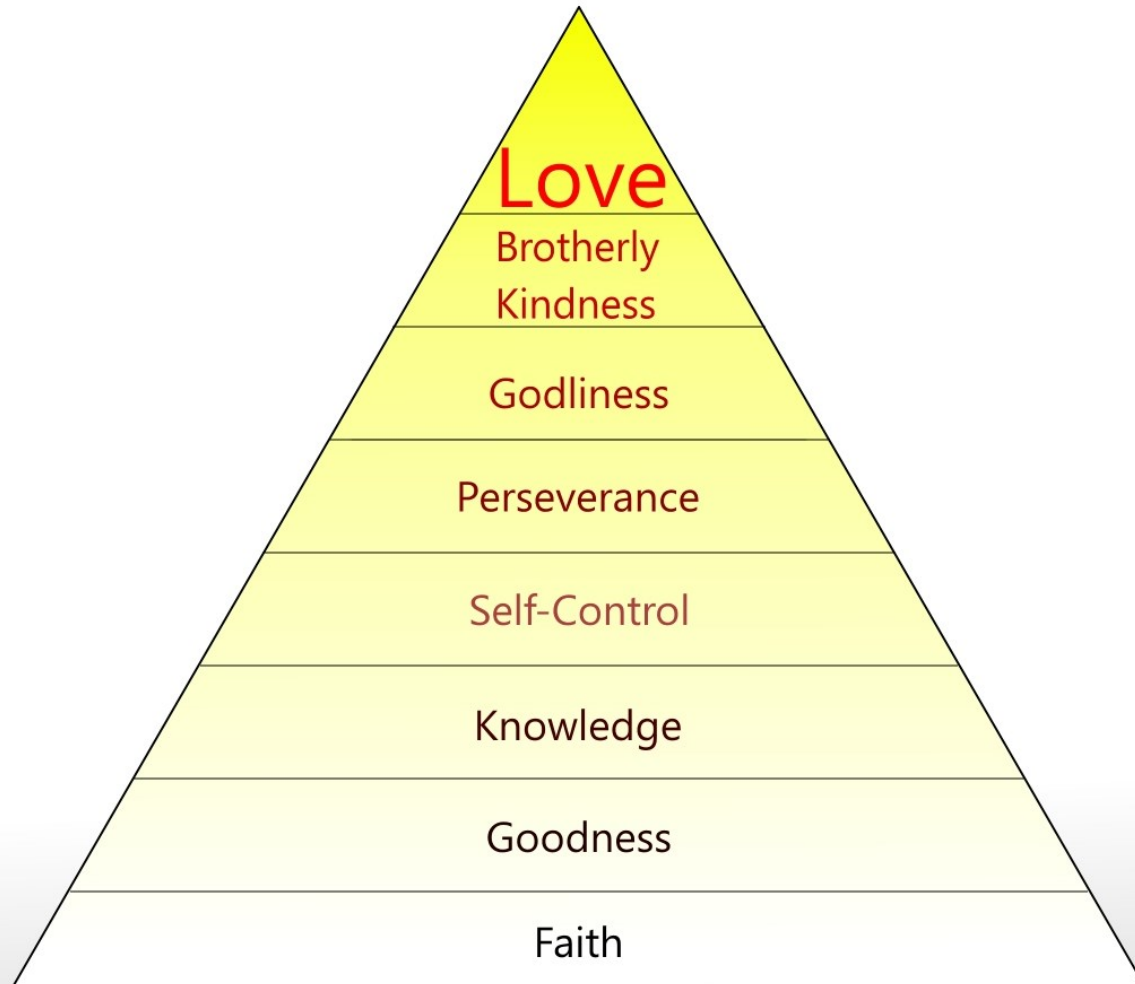 Love
Brotherly
Kindness
Godliness
Perseverance
Self-Control
Knowledge
Goodness
Faith